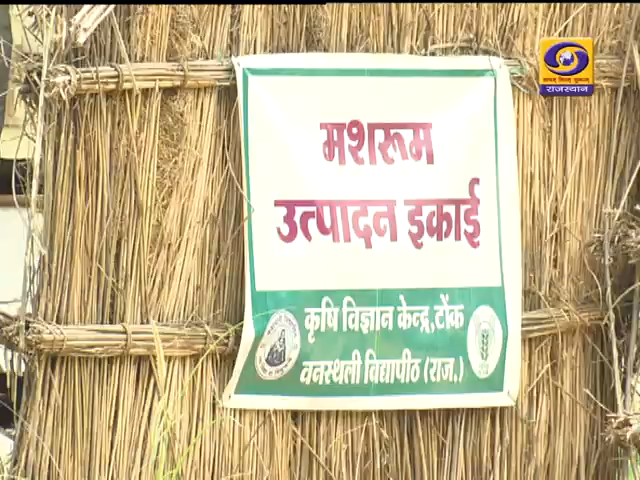 राजस्थान
मशरूम
उत्पादन इकाई
कृषि विज्ञान केन्द्र, टोंक
वनस्थली विद्यापीठ (राज.)